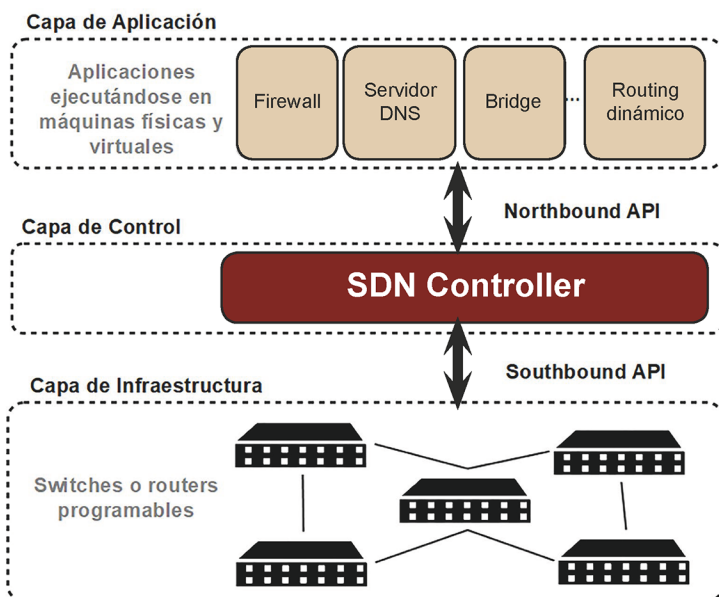 Capa de Aplicación
Aplicaciones
ejecutándose en
máquinas físicas y
virtuales
Firewall
Servidor
DNS
Bridge
...
Routing
dinámico
Northbound API
Capa de Control
SDN Controller
Southbound API
Capa de Infraestructura
Switches o routers
programables